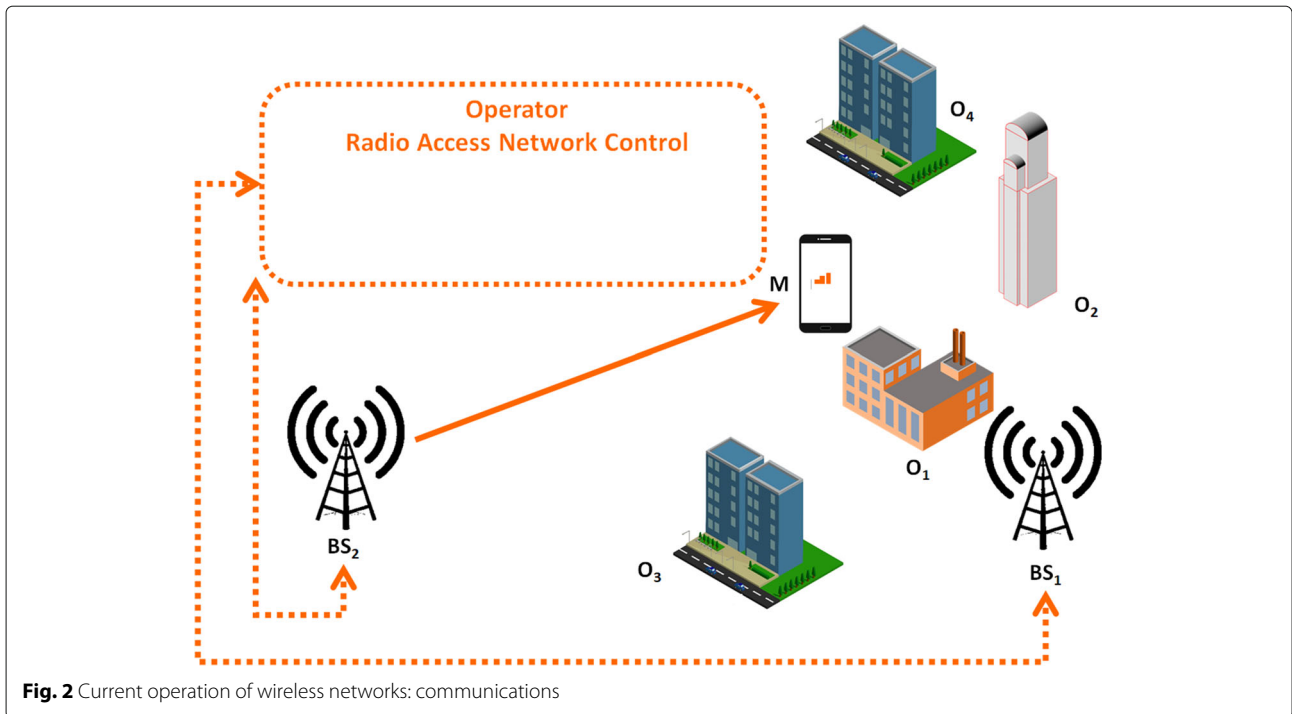 Operator
Radio Access Network Control
O₄
M
O₂
O₁
BS₂
O₃
BS₁
Fig. 2 Current operation of wireless networks: communications